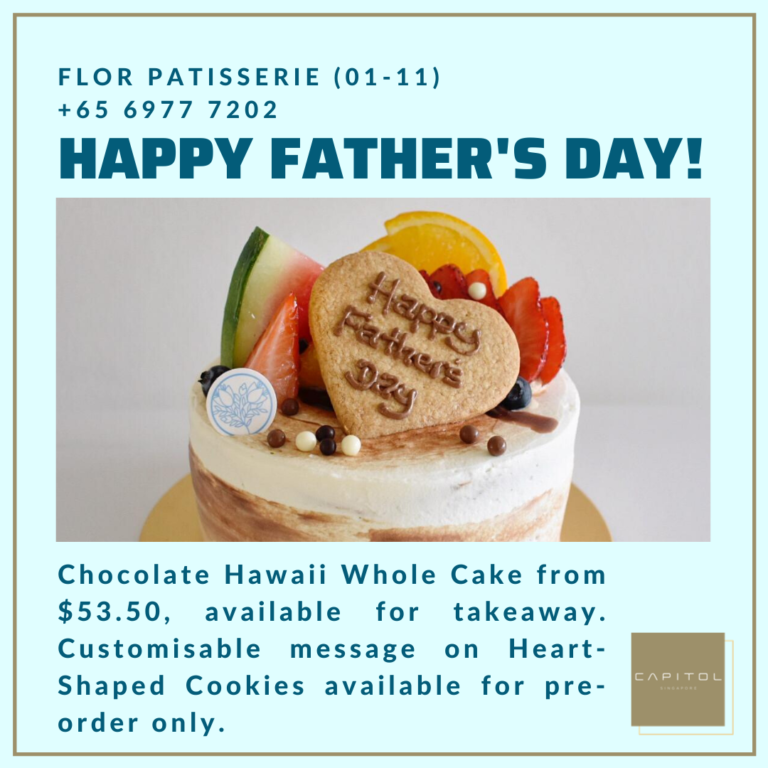 FLOR PATISSERIE (01-11)
+65 6977 7202
HAPPY FATHER'S DAY!
Happy
Father's
Day
Chocolate Hawaii Whole Cake from
$53.50, available for takeaway.
Customisable message on Heart-
Shaped Cookies available for pre-
order only.
CAPITOL
SINGAPORE